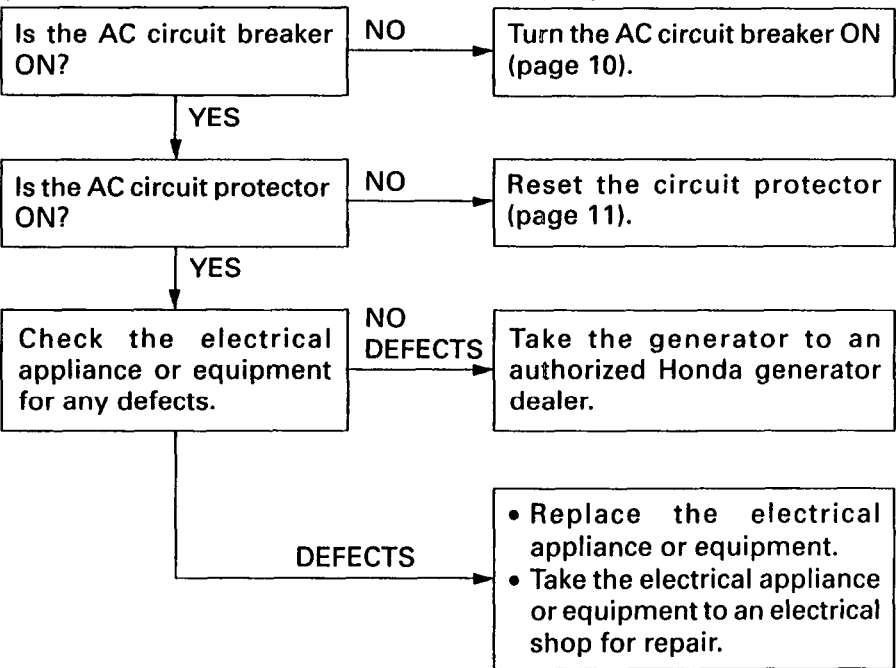 Is the AC circuit breaker
ON?
NO
Turn the AC circuit breaker ON
(page 10).
YES
Is the AC circuit protector
ON?
NO
Reset the circuit protector
(page 11).
YES
Check the electrical
appliance or equipment
for any defects.
NO
DEFECTS
Take the generator to an
authorized Honda generator
dealer.
DEFECTS
• Replace the electrical
appliance or equipment.
• Take the electrical appliance
or equipment to an electrical
shop for repair.